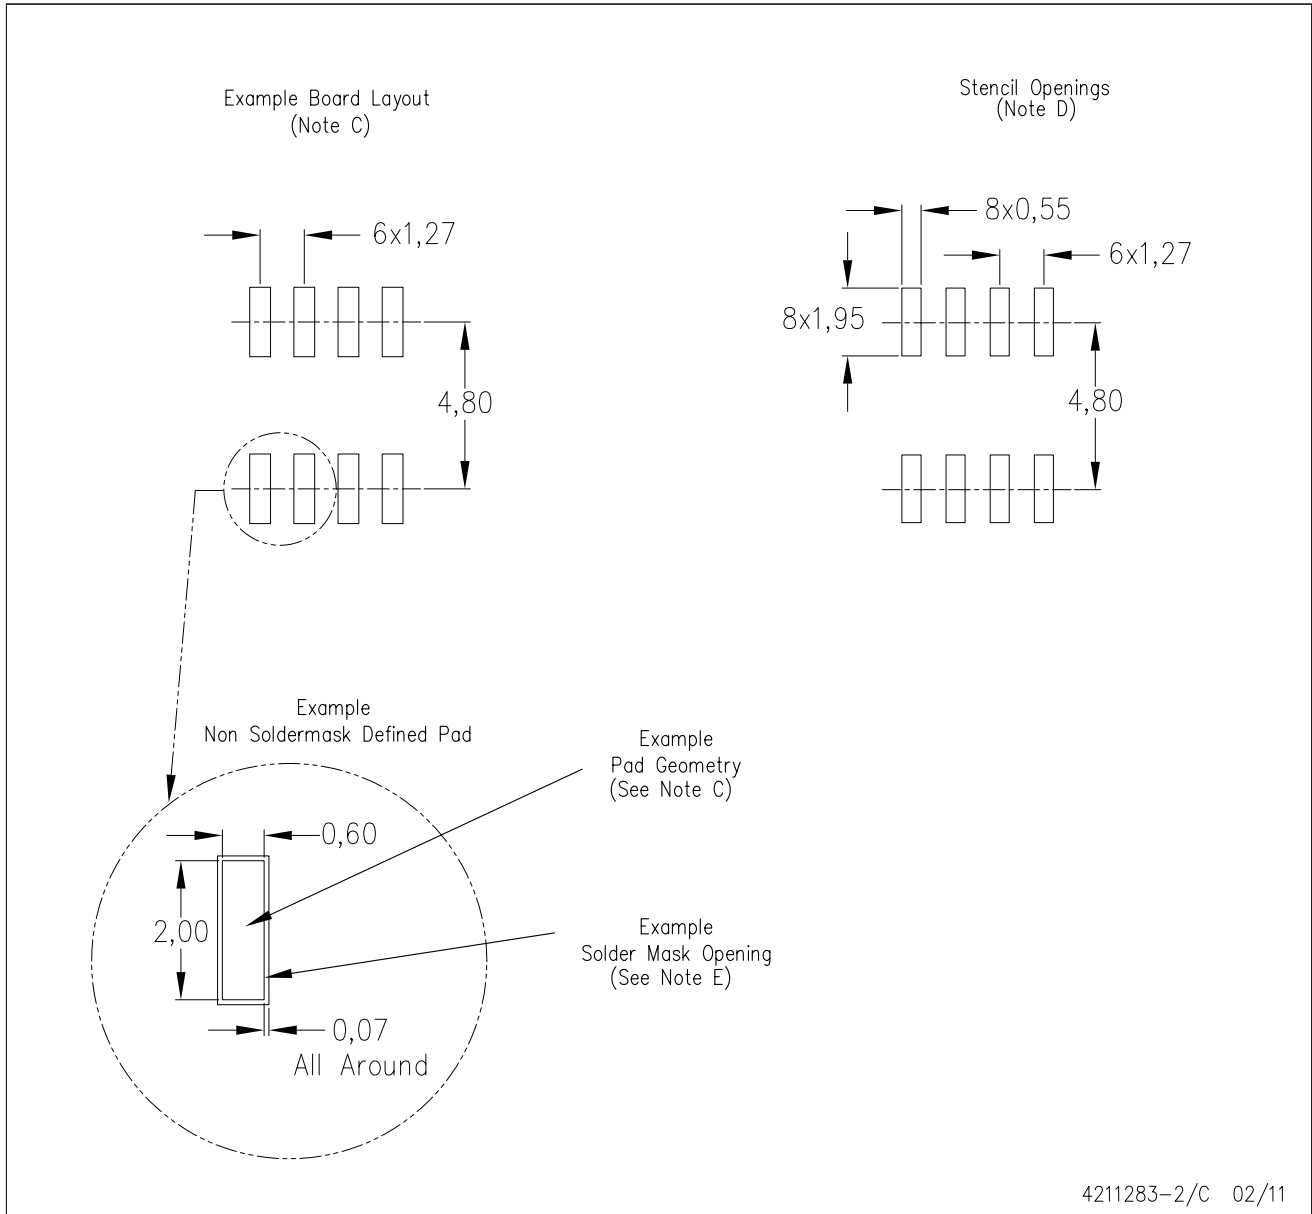 Example Board Layout
(Note C)
6x1,27
4,80
Stencil Openings
(Note D)
8x0,55
6x1,27
8x1,95
4,80
Example
Non Soldermask Defined Pad
Example
Pad Geometry
(See Note C)
0,60
2,00
Example
Solder Mask Opening
(See Note E)
0,07
All Around
4211283-2/C 02/11